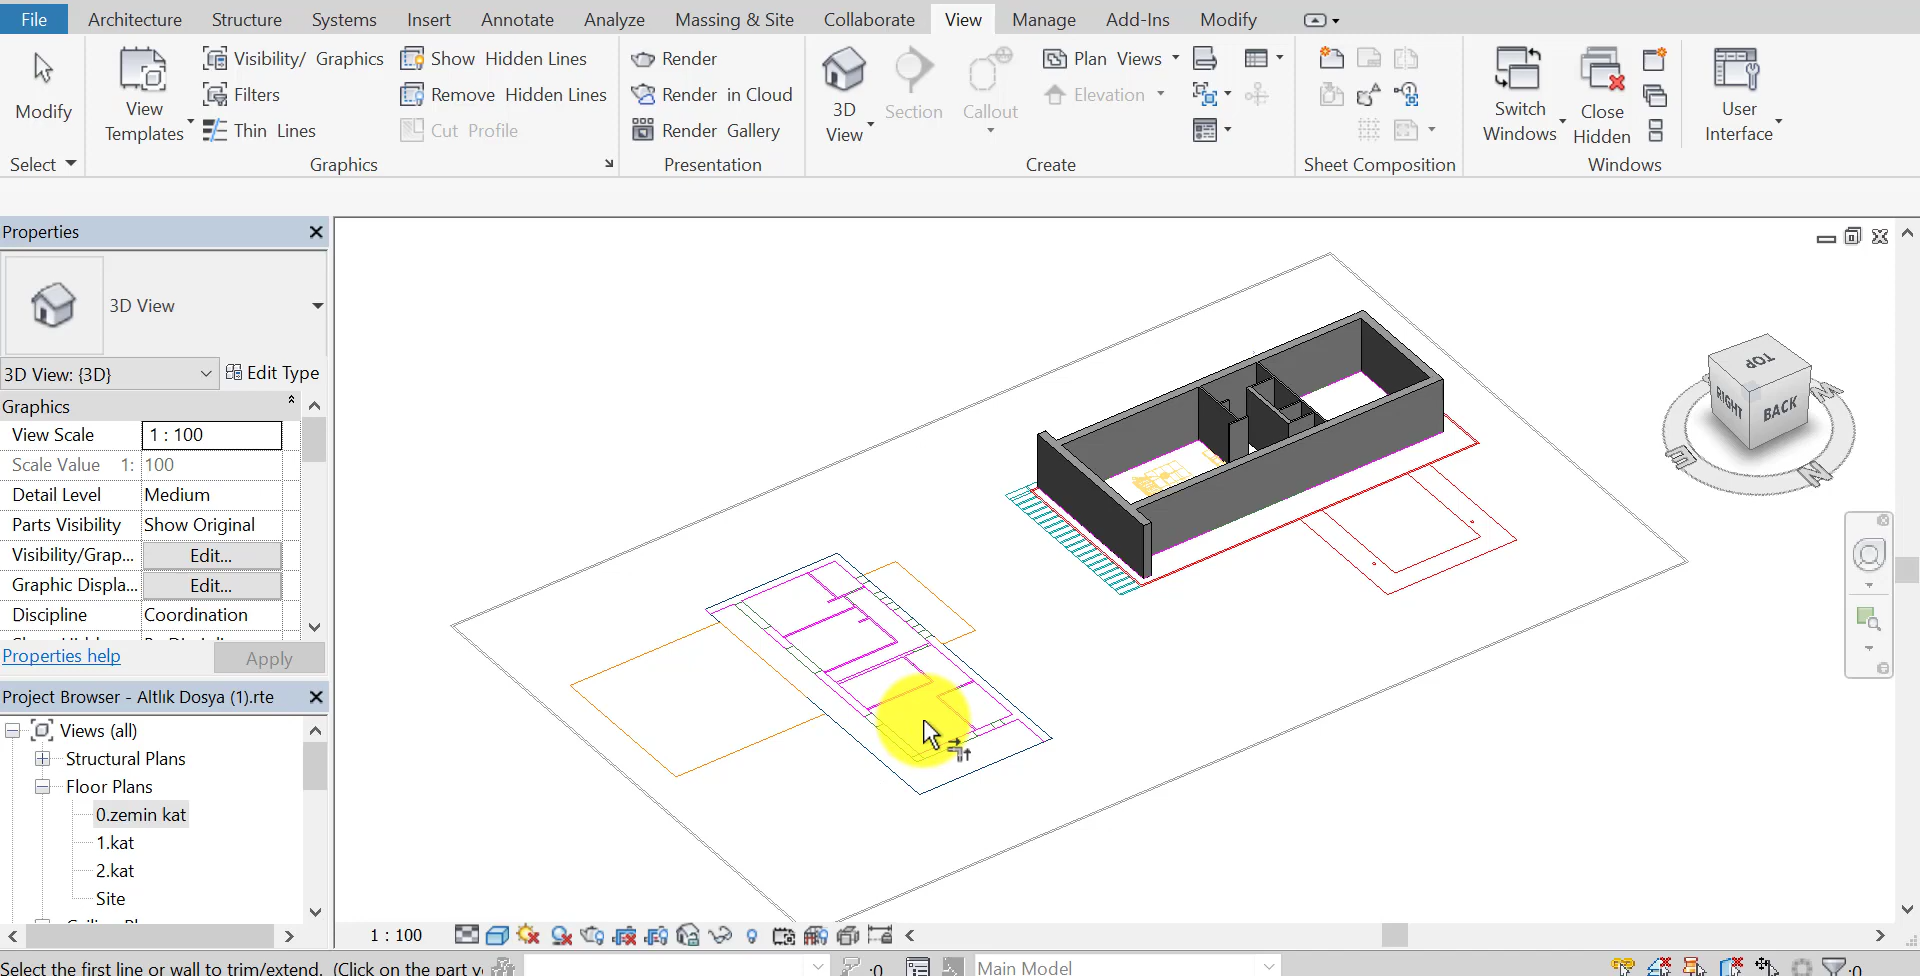 File Architecture Structure Systems Insert Annotate Analyze Massing & Site Collaborate View Manage Add-Ins Modify
Modify
Select
View Templates
Visibility/ Graphics
Filters
Thin Lines
Show Hidden Lines
Remove Hidden Lines
Cut Profile
Graphics
Render
Render in Cloud
Render Gallery
Presentation
3D View
Section
Callout
Plan Views
Elevation
Create
Sheet Composition
Switch Windows
Close Hidden
User Interface
Windows
Properties
3D View
3D View: {3D} Edit Type
Graphics
View Scale 1 : 100
Scale Value 1: 100
Detail Level Medium
Parts Visibility Show Original
Visibility/Grap... Edit...
Graphic Displa... Edit...
Discipline Coordination
Properties help Apply
Project Browser - Altlık Dosya (1).rte
Views (all)
Structural Plans
Floor Plans
0.zemin kat
1.kat
2.kat
Site
TOP
RIGHT BACK
E N W
1 : 100
Select the first line or wall to trim/extend. (Click on the part :0 Main Model :0